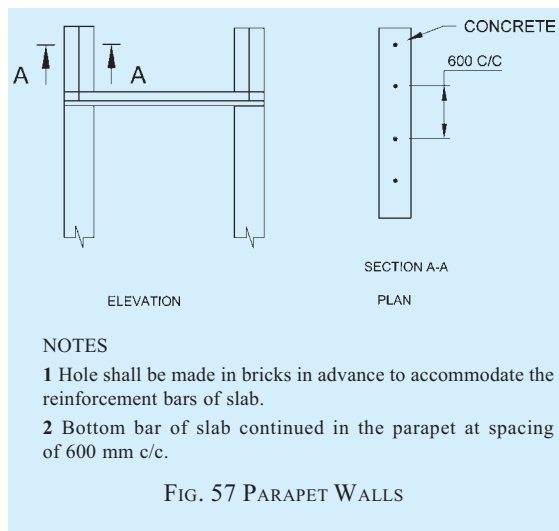 CONCRETE
600 C/C
A A
SECTION A-A
ELEVATION PLAN
NOTES
1 Hole shall be made in bricks in advance to accommodate the
reinforcement bars of slab.
2 Bottom bar of slab continued in the parapet at spacing
of 600 mm c/c.
FIG. 57 PARAPET WALLS